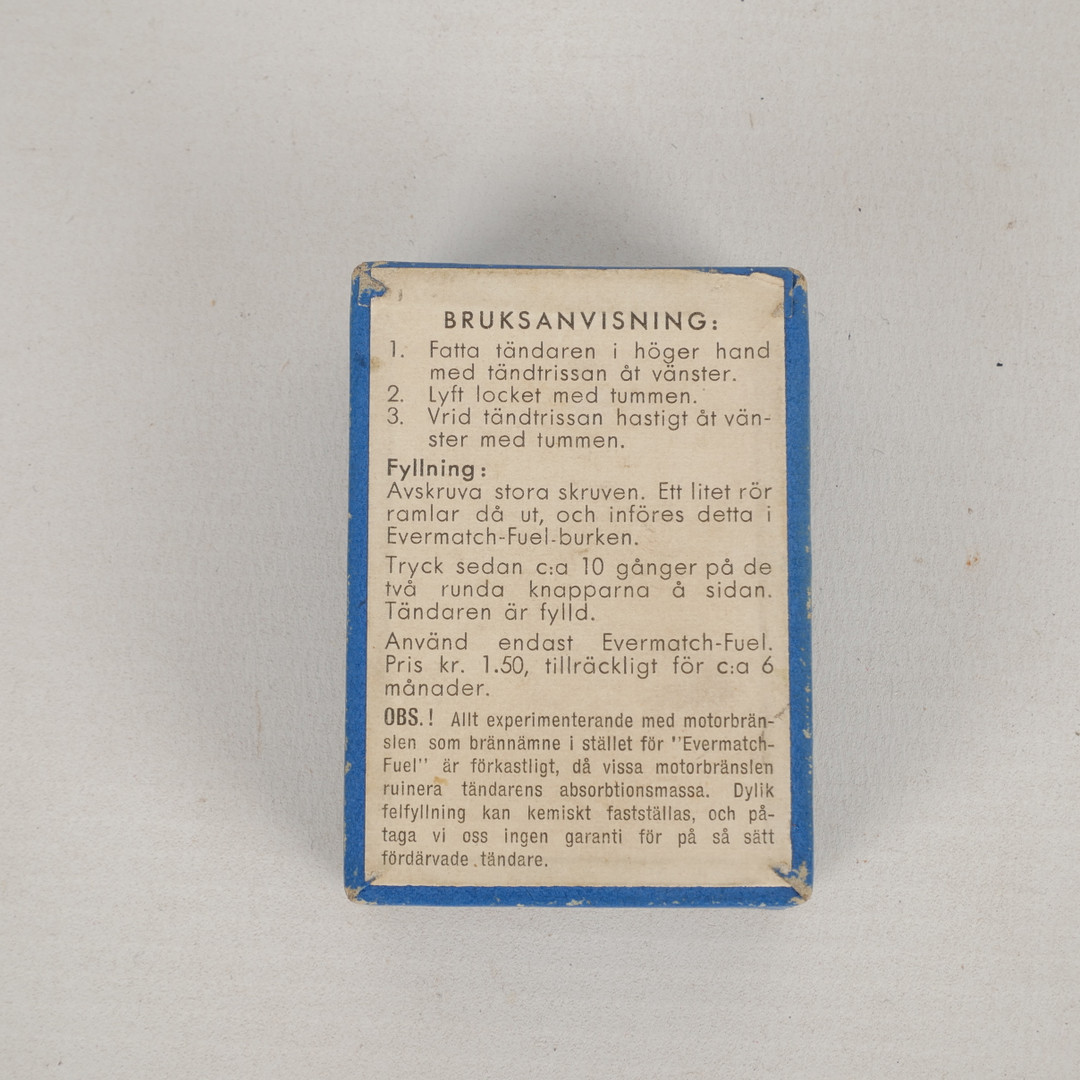 BRUKSANVISNING:
1. Fatta tändaren i höger hand
med tändtrissan åt vänster.
2. Lyft locket med tummen.
3. Vrid tändtrissan hastigt åt vän-
ster med tummen.
Fyllning:
Avskruva stora skruven. Ett litet rör
ramlar då ut, och införes detta i
Evermatch-Fuel-burken.
Tryck sedan c:a 10 gånger på de
två runda knapparna å sidan.
Tändaren är fylld.
Använd endast Evermatch-Fuel.
Pris kr. 1.50, tillräckligt för c:a 6
månader.
OBS.! Allt experimenterande med motorbrän-
slen som brännämne i stället för "Evermatch-
Fuel" är förkastligt, då vissa motorbränslen
ruinera tändarens absorbtionsmassa. Dylik
felfyllning kan kemiskt fastställas, och på-
taga vi oss ingen garanti för på så sätt
fördärvade tändare.